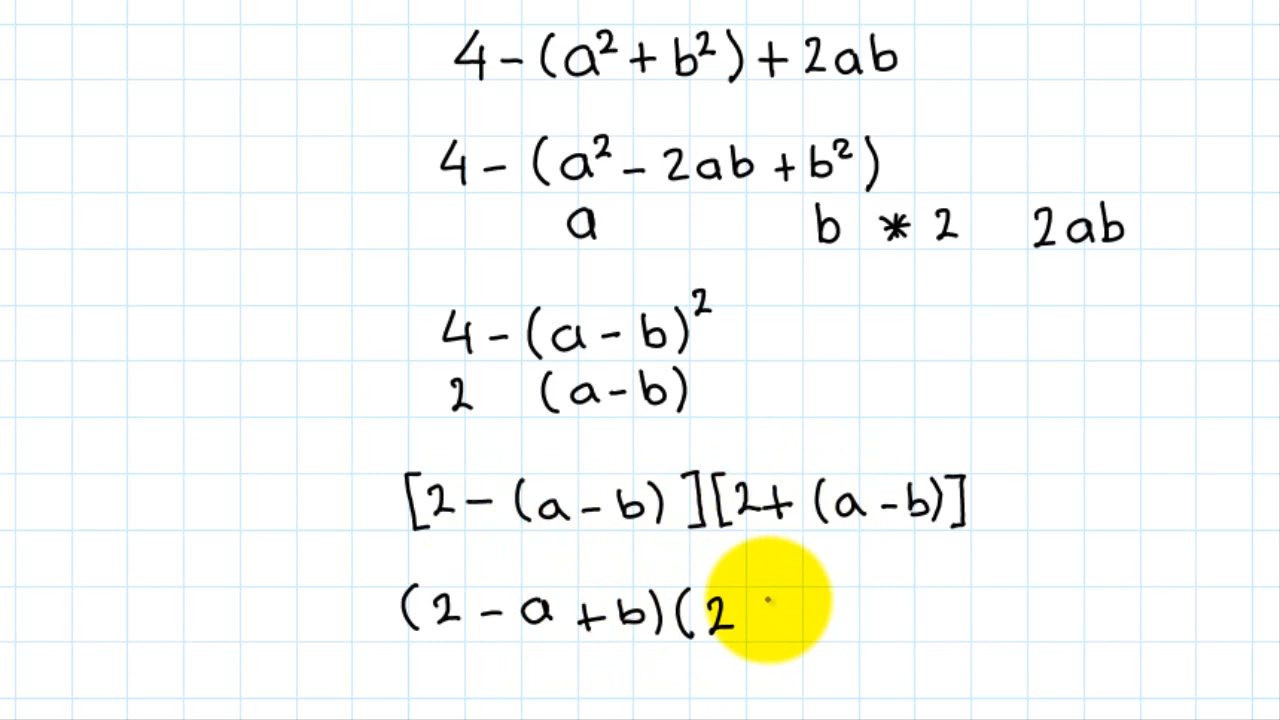 4 - (a² + b²) + 2ab
4 - (a² - 2ab + b²)
a b * 2 2ab
4 - (a - b)²
2 (a - b)
[2 - (a - b)][2 + (a - b)]
(2 - a + b)(2